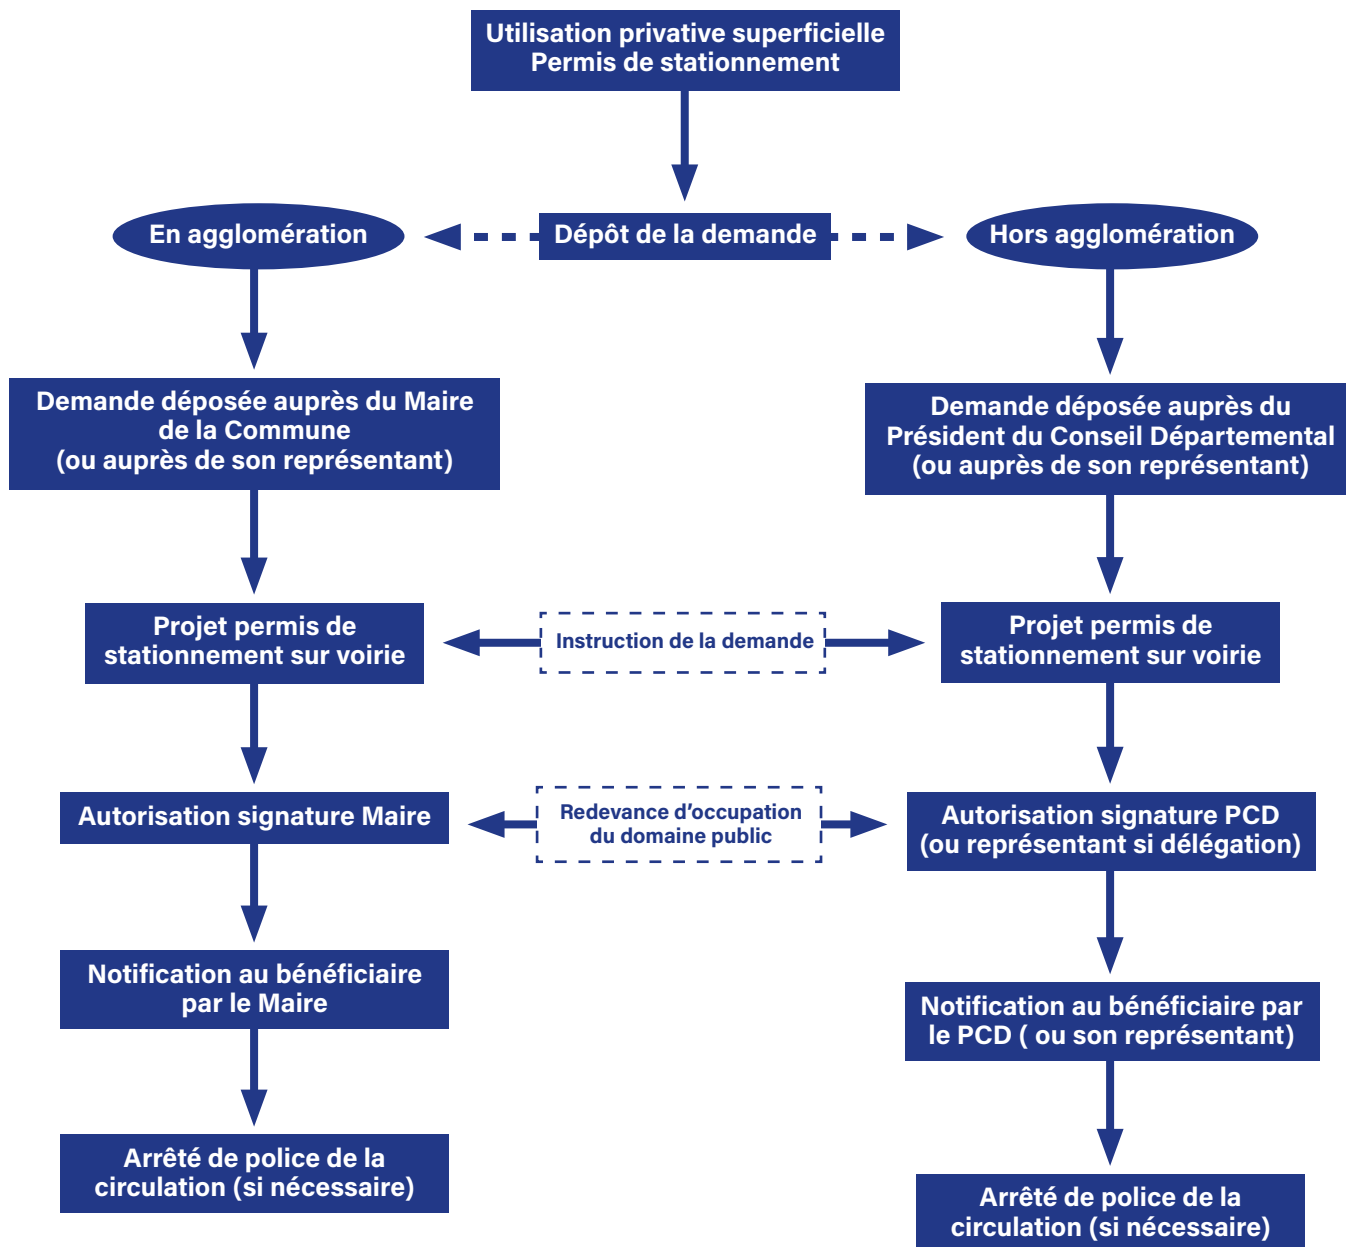 Utilisation privative superficielle
Permis de stationnement
En agglomération
Dépôt de la demande
Hors agglomération
Demande déposée auprès du Maire
de la Commune
(ou auprès de son représentant)
Demande déposée auprès du
Président du Conseil Départemental
(ou auprès de son représentant)
Projet permis de
stationnement sur voirie
Instruction de la demande
Projet permis de
stationnement sur voirie
Autorisation signature Maire
Redevance d'occupation
du domaine public
Autorisation signature PCD
(ou représentant si délégation)
Notification au bénéficiaire
par le Maire
Notification au bénéficiaire par
le PCD ( ou son représentant)
Arrêté de police de la
circulation (si nécessaire)
Arrêté de police de la
circulation (si nécessaire)